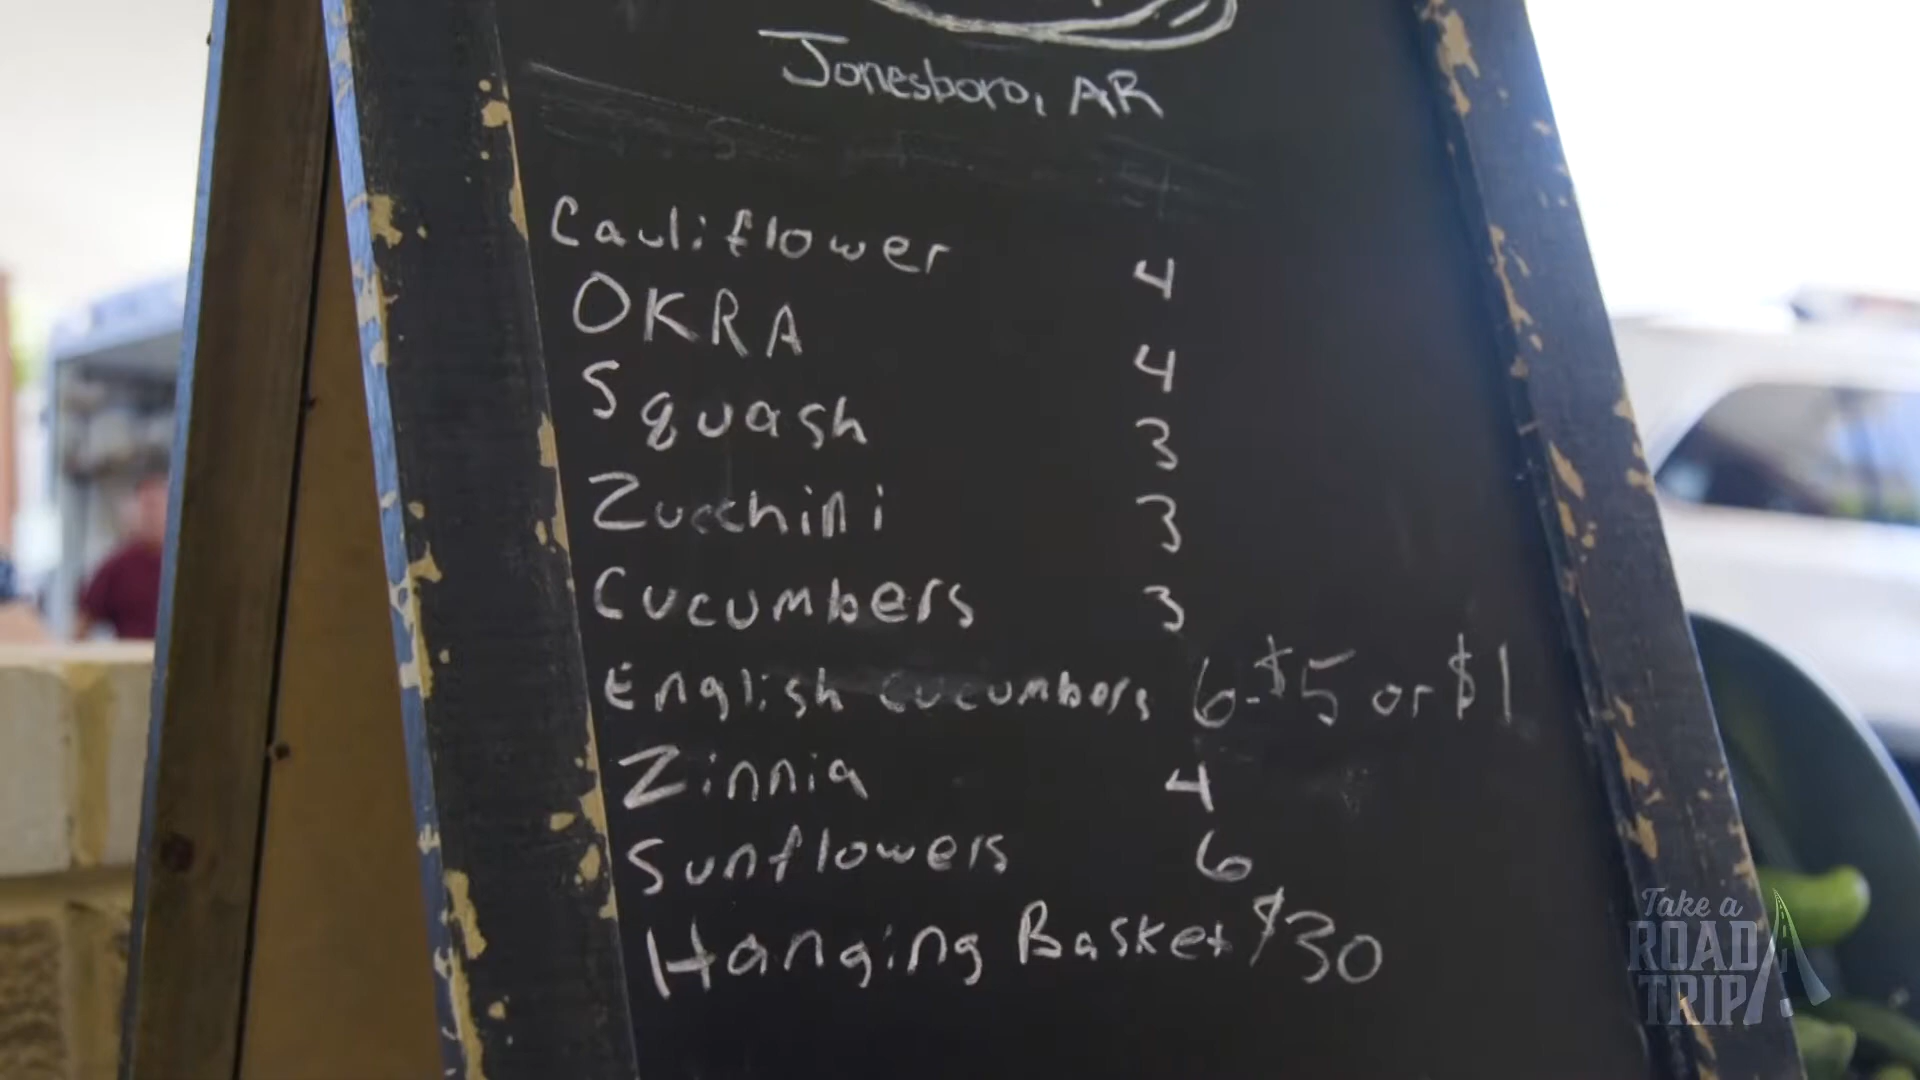 Jonesboro, AR
Cauliflower 4
OKRA 4
Squash 3
Zucchini 3
Cucumbers 3
English cucumbers 6-$5 or $1
Zinnia 4
Sunflowers 6
Hanging Basket $30
Take a
ROAD
TRIP